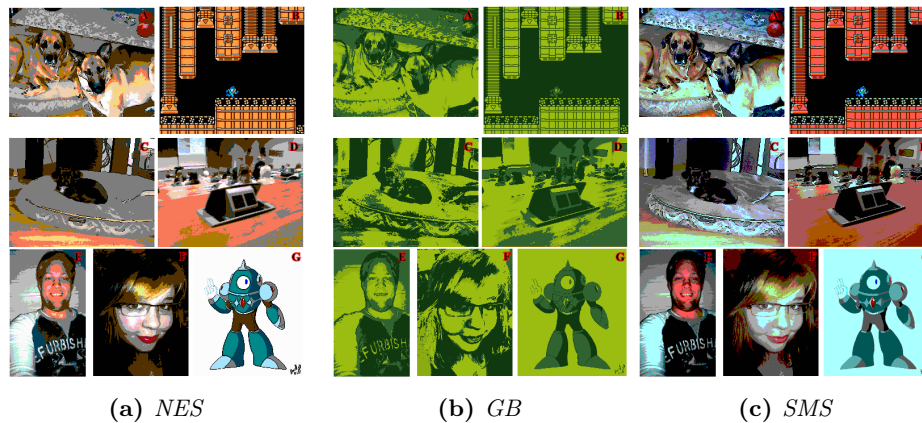 A B A B A B
C D C D C D
E F G E F G E F G
FURBISH FURBISH FURBISH
(a) NES (b) GB (c) SMS